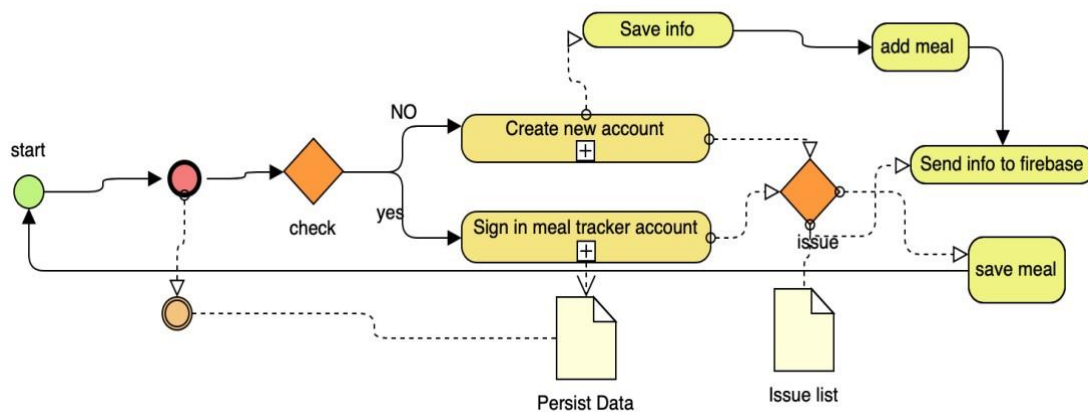 Save info
add meal
NO
Create new account
start
Send info to firebase
check
yes
Sign in meal tracker account
issue
save meal
Persist Data
Issue list